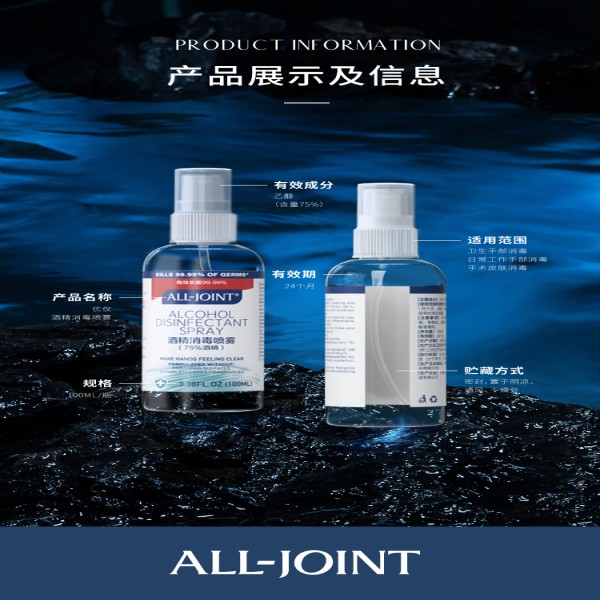 PRODUCT INFORMATION
产品展示及信息
有效成分
乙醇
(含量75%)
适用范围
卫生手部消毒
日常工作手部消毒
手术皮肤消毒
有效期
24个月
产品名称
优仪
酒精消毒喷雾
规格
100ML/瓶
贮藏方式
密封,置于阴凉、
KILLS 99.99% OF GERMS*
有效杀菌99.99%
ALL-JOINT®
ALCOHOL
DISINFECTANT
SPRAY
酒精消毒喷雾
(75%酒精)
MAKE HANDS FEELING CLEAR
3.38FL.OZ (100ML)
ALL-JOINT